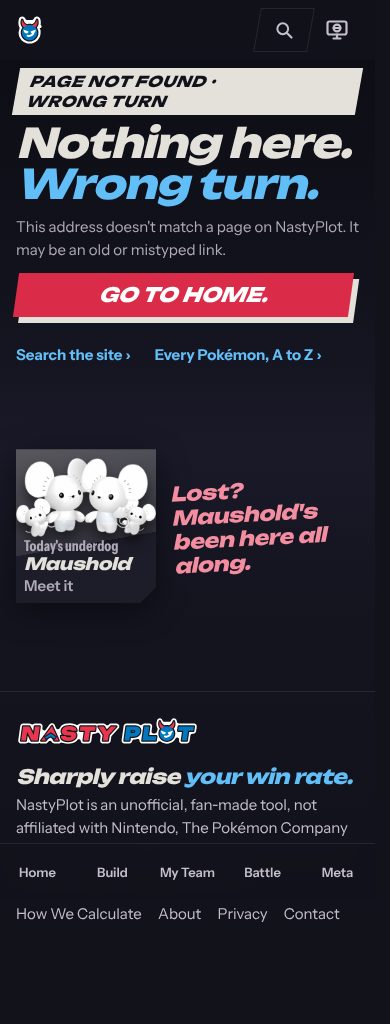 PAGE NOT FOUND ·
WRONG TURN
Nothing here.
Wrong turn.
This address doesn't match a page on NastyPlot. It
may be an old or mistyped link.
GO TO HOME.
Search the site › Every Pokémon, A to Z ›
Today's underdog
Maushold
Meet it
Lost?
Maushold's
been here all
along.
NASTY PLOT
Sharply raise your win rate.
NastyPlot is an unofficial, fan-made tool, not
affiliated with Nintendo, The Pokémon Company
Home Build My Team Battle Meta
How We Calculate About Privacy Contact